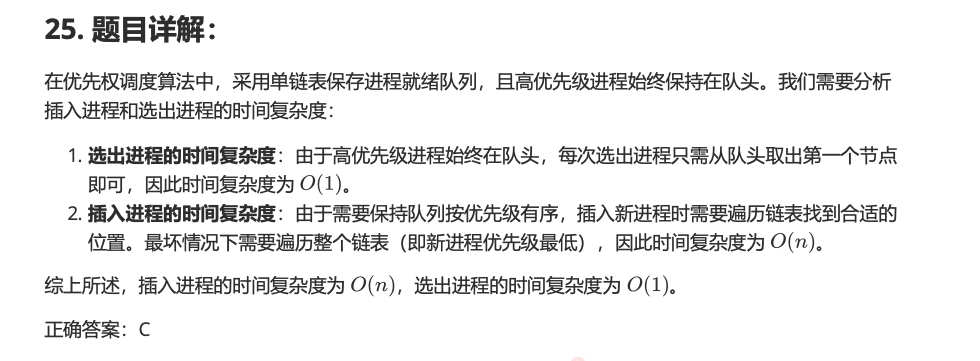 25. 题目详解：
在优先权调度算法中，采用单链表保存进程就绪队列，且高优先级进程始终保持在队头。我们需要分析
插入进程和选出进程的时间复杂度：
1. 选出进程的时间复杂度：由于高优先级进程始终在队头，每次选出进程只需从队头取出第一个节点
即可，因此时间复杂度为 O(1)。
2. 插入进程的时间复杂度：由于需要保持队列按优先级有序，插入新进程时需要遍历链表找到合适的
位置。最坏情况下需要遍历整个链表（即新进程优先级最低），因此时间复杂度为 O(n)。
综上所述，插入进程的时间复杂度为 O(n)，选出进程的时间复杂度为 O(1)。
正确答案：C